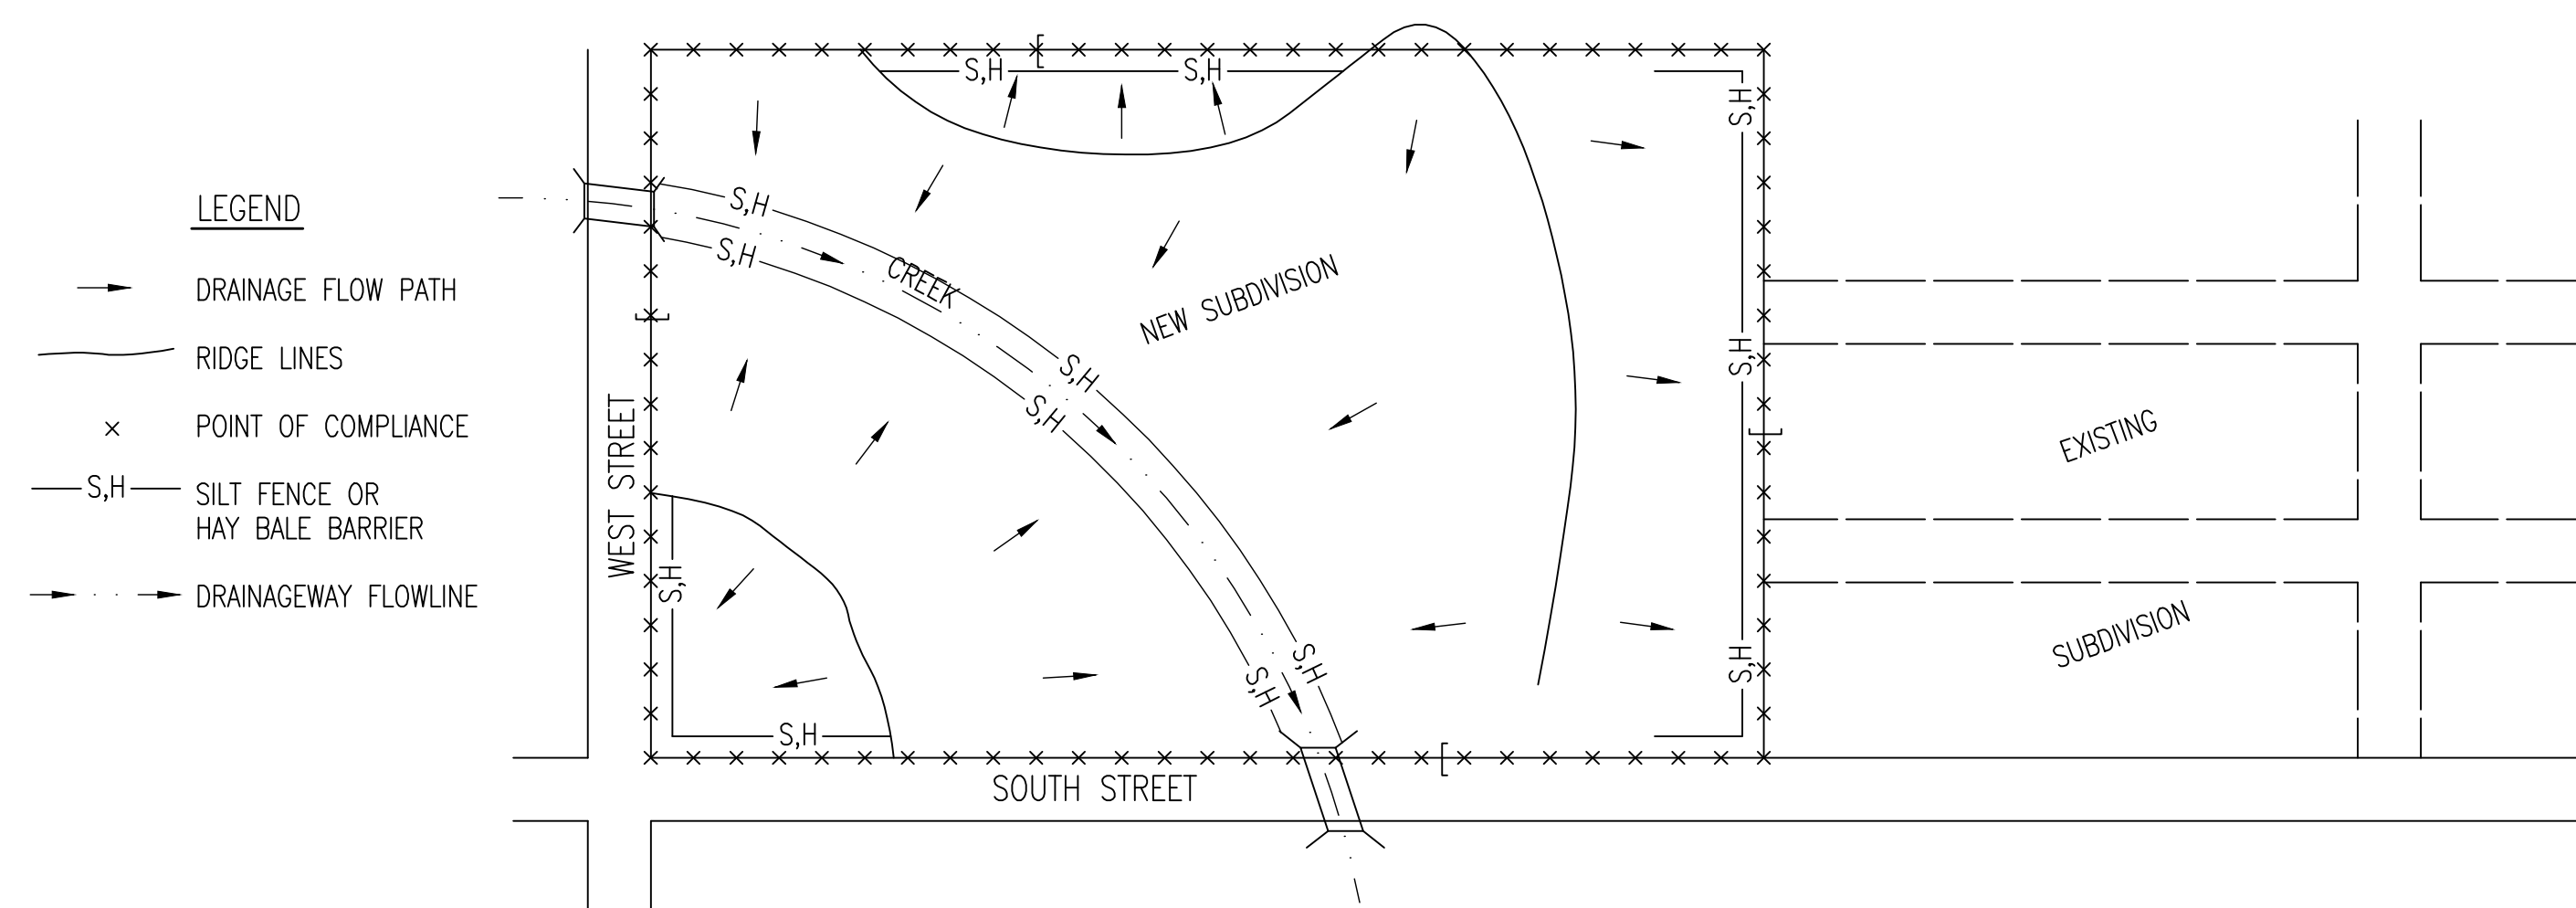 LEGEND
DRAINAGE FLOW PATH
RIDGE LINES
POINT OF COMPLIANCE
S,H
SILT FENCE OR
HAY BALE BARRIER
DRAINAGEWAY FLOWLINE
S,H
S,H
S,H
S,H
S,H
CREEK
NEW SUBDIVISION
S,H
S,H
S,H
WEST STREET
EXISTING
S,H
SUBDIVISION
S,H
S,H
S,H
S,H
SOUTH STREET